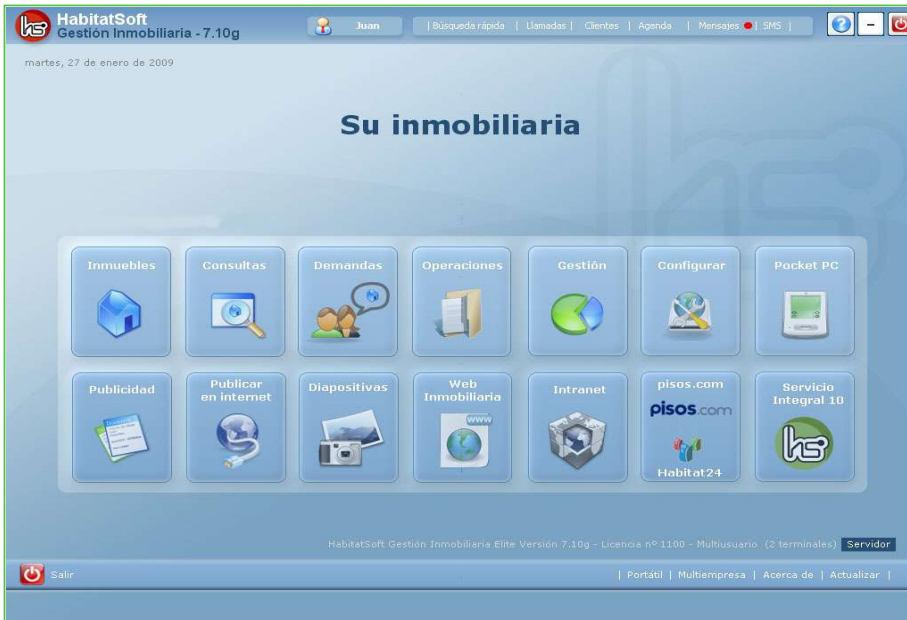 HabitatSoft
Gestión Inmobiliaria - 7.10g
Juan
| Búsqueda rápida | Llamadas | Clientes | Agenda | Mensajes | SMS |
martes, 27 de enero de 2009
Su inmobiliaria
Inmuebles
Consultas
Demandas
Operaciones
Gestión
Configurar
Pocket PC
Publicidad
Publicar
en internet
Diapositivas
Web
Inmobiliaria
www
Intranet
pisos.com
pisos.com
Habitat24
Servicio
Integral 10
HabitatSoft Gestión Inmobiliaria Elite Versión 7.10g - Licencia nº 1100 - Multiusuario (2 terminales) Servidor
Salir
| Portátil | Multiempresa | Acerca de | Actualizar |